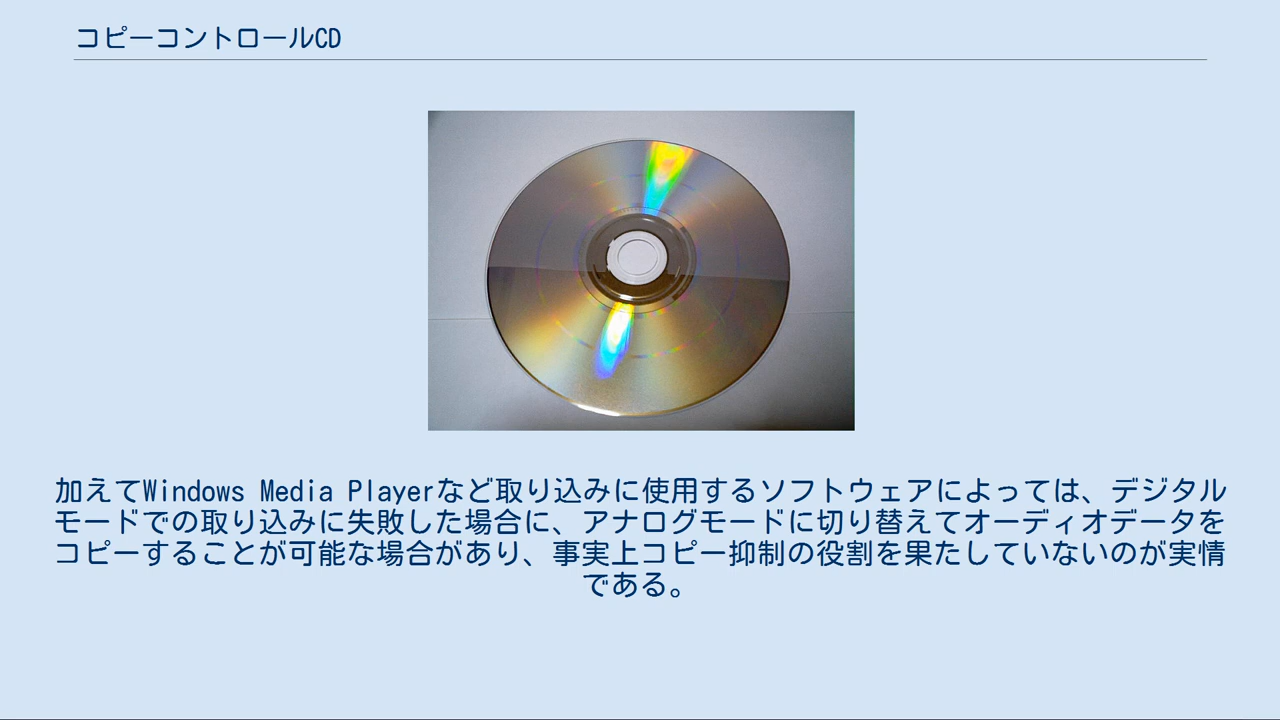 コピーコントロールCD
加えてWindows Media Playerなど取り込みに使用するソフトウェアによっては、デジタル
モードでの取り込みに失敗した場合に、アナログモードに切り替えてオーディオデータを
コピーすることが可能な場合があり、事実上コピー抑制の役割を果たしていないのが実情
である。